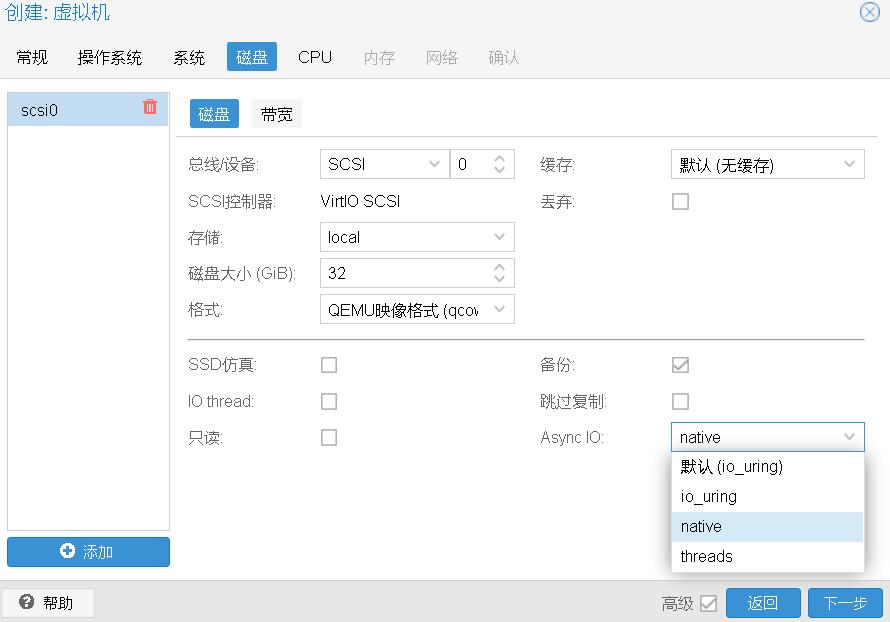 创建: 虚拟机
常规 操作系统 系统 磁盘 CPU 内存 网络 确认
scsi0
磁盘 带宽
总线/设备: SCSI 0 缓存: 默认 (无缓存)
SCSI控制器: VirtIO SCSI 丢弃:
存储: local
磁盘大小 (GiB): 32
格式: QEMU映像格式 (qcow
SSD仿真: 备份:
IO thread: 跳过复制:
只读: Async IO: native
默认 (io_uring)
io_uring
native
threads
添加
帮助 高级 返回 下一步